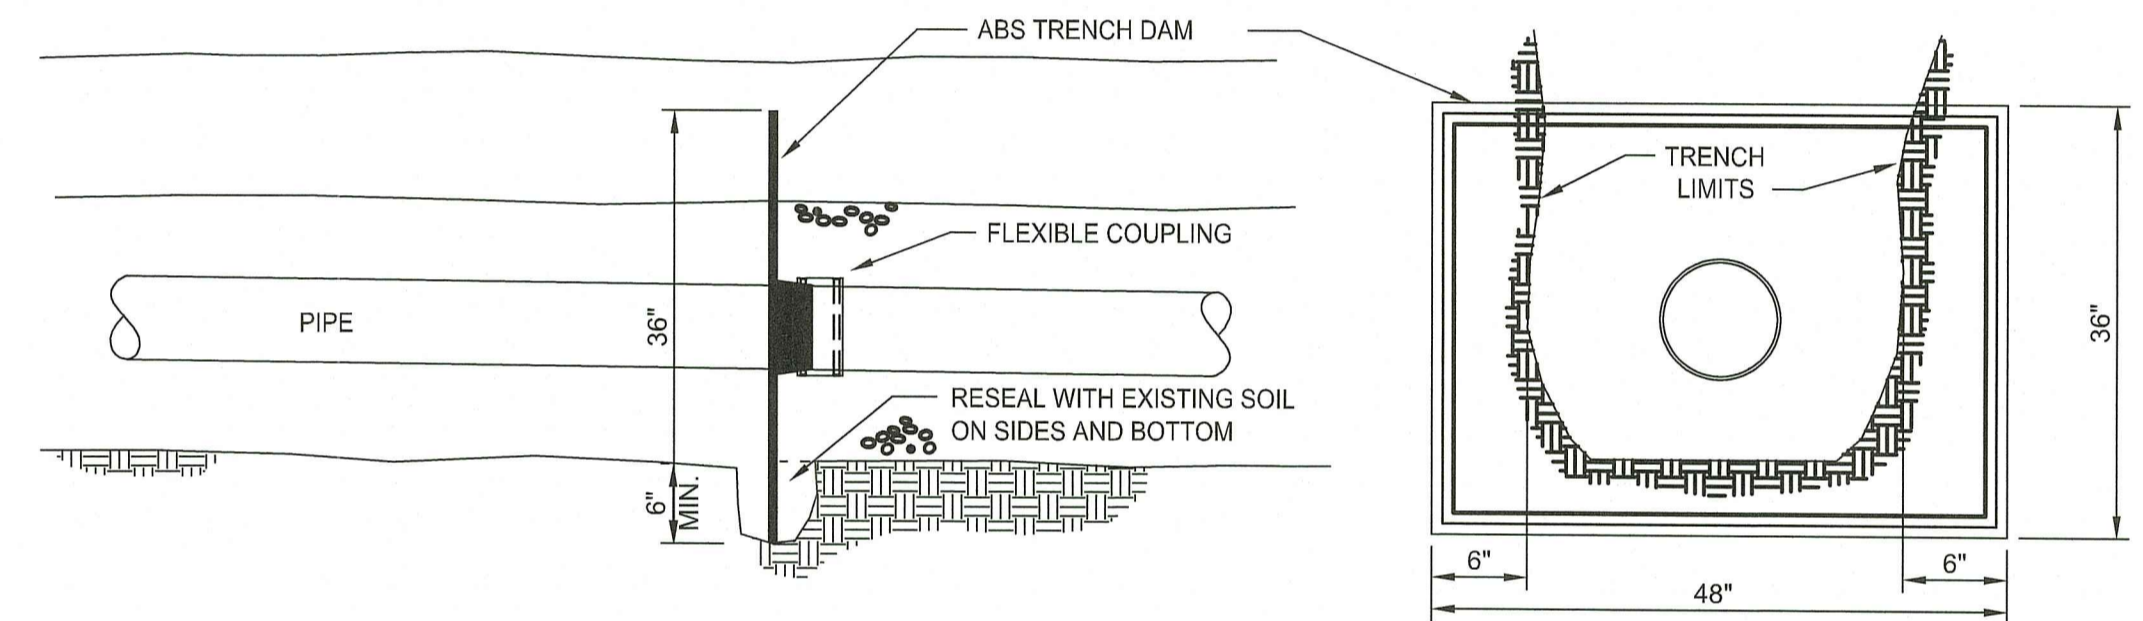 ABS TRENCH DAM
TRENCH
LIMITS
FLEXIBLE COUPLING
PIPE
36"
36"
RESEAL WITH EXISTING SOIL
ON SIDES AND BOTTOM
6"
MIN.
6"
6"
48"